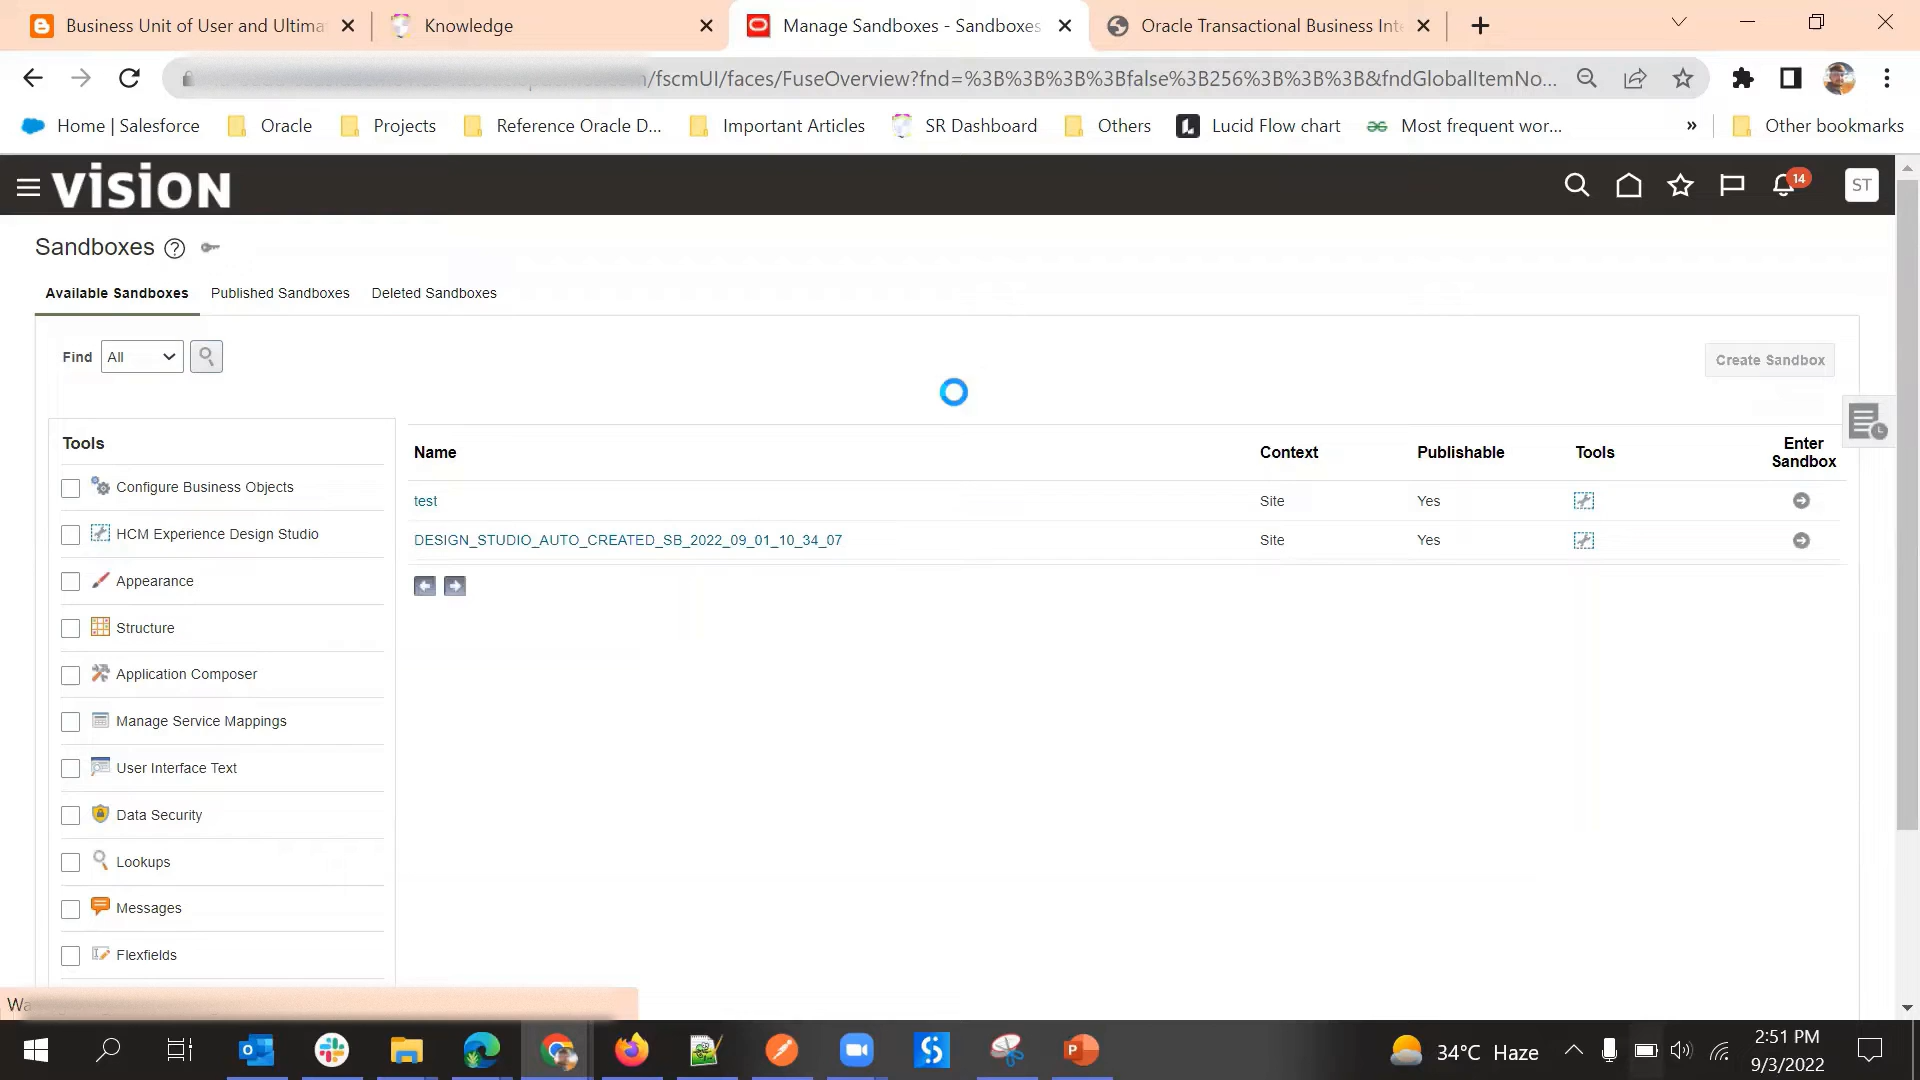 Business Unit of User and Ultima
Knowledge
Manage Sandboxes - Sandboxes
Oracle Transactional Business Int
/fscmUI/faces/FuseOverview?fnd=%3B%3B%3B%3Bfalse%3B256%3B%3B%3B&fndGlobalItemNo...
Home | Salesforce
Oracle
Projects
Reference Oracle D...
Important Articles
SR Dashboard
Others
Lucid Flow chart
Most frequent wor...
»
Other bookmarks
VISION
14
ST
Sandboxes
Available Sandboxes
Published Sandboxes
Deleted Sandboxes
Find
All
Create Sandbox
Tools
Configure Business Objects
HCM Experience Design Studio
Appearance
Structure
Application Composer
Manage Service Mappings
User Interface Text
Data Security
Lookups
Messages
Flexfields
Name
Context
Publishable
Tools
Enter
Sandbox
test
Site
Yes
DESIGN_STUDIO_AUTO_CREATED_SB_2022_09_01_10_34_07
Site
Yes
34°C Haze
2:51 PM
9/3/2022